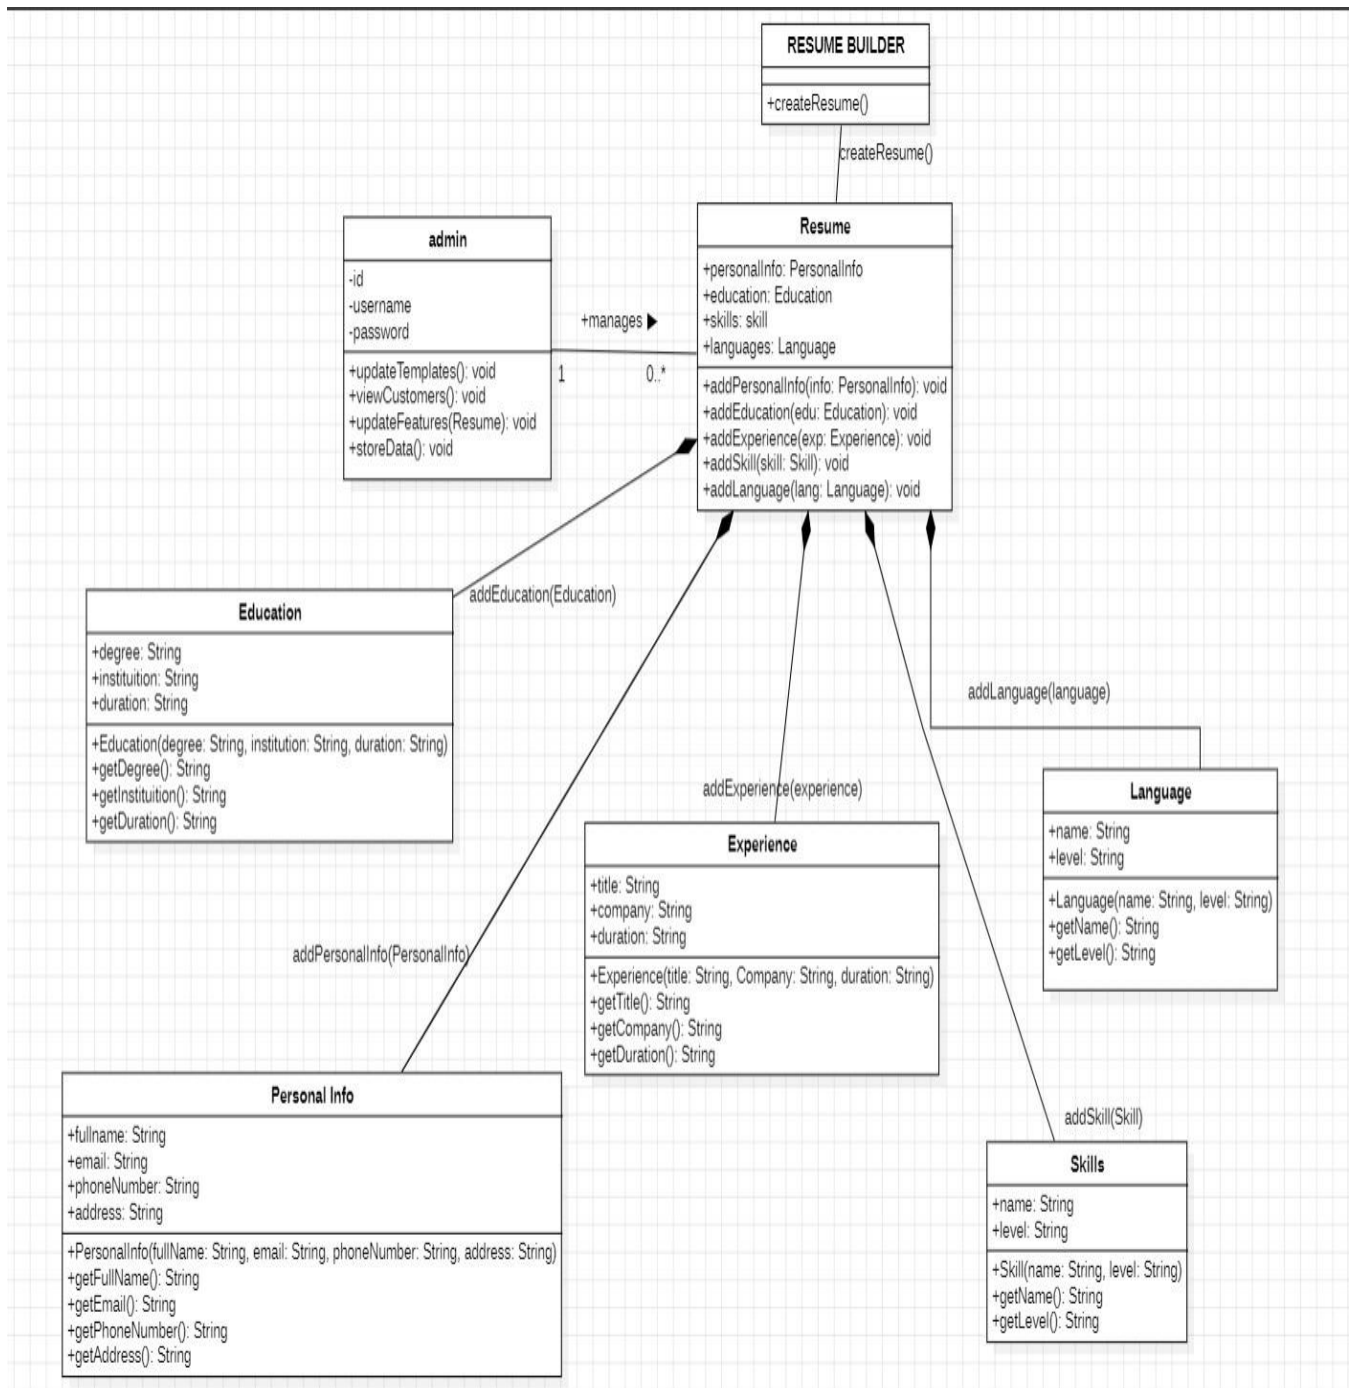 RESUME BUILDER
+createResume()
createResume()
Resume
+personalInfo: PersonalInfo
+education: Education
+skills: skill
+languages: Language
+addPersonalInfo(info: PersonalInfo): void
+addEducation(edu: Education): void
+addExperience(exp: Experience): void
+addSkill(skill: Skill): void
+addLanguage(lang: Language): void
admin
-id
-username
-password
+updateTemplates(): void
+viewCustomers(): void
+updateFeatures(Resume): void
+storeData(): void
+manages
1
0..*
addEducation(Education)
Education
+degree: String
+instituition: String
+duration: String
+Education(degree: String, institution: String, duration: String)
+getDegree(): String
+getInstituition(): String
+getDuration(): String
addLanguage(language)
Language
+name: String
+level: String
+Language(name: String, level: String)
+getName(): String
+getLevel(): String
addExperience(experience)
Experience
+title: String
+company: String
+duration: String
+Experience(title: String, Company: String, duration: String)
+getTitle(): String
+getCompany(): String
+getDuration(): String
addPersonalInfo(PersonalInfo)
Personal Info
+fullname: String
+email: String
+phoneNumber: String
+address: String
+PersonalInfo(fullName: String, email: String, phoneNumber: String, address: String)
+getFullName(): String
+getEmail(): String
+getPhoneNumber(): String
+getAddress(): String
addSkill(Skill)
Skills
+name: String
+level: String
+Skill(name: String, level: String)
+getName(): String
+getLevel(): String